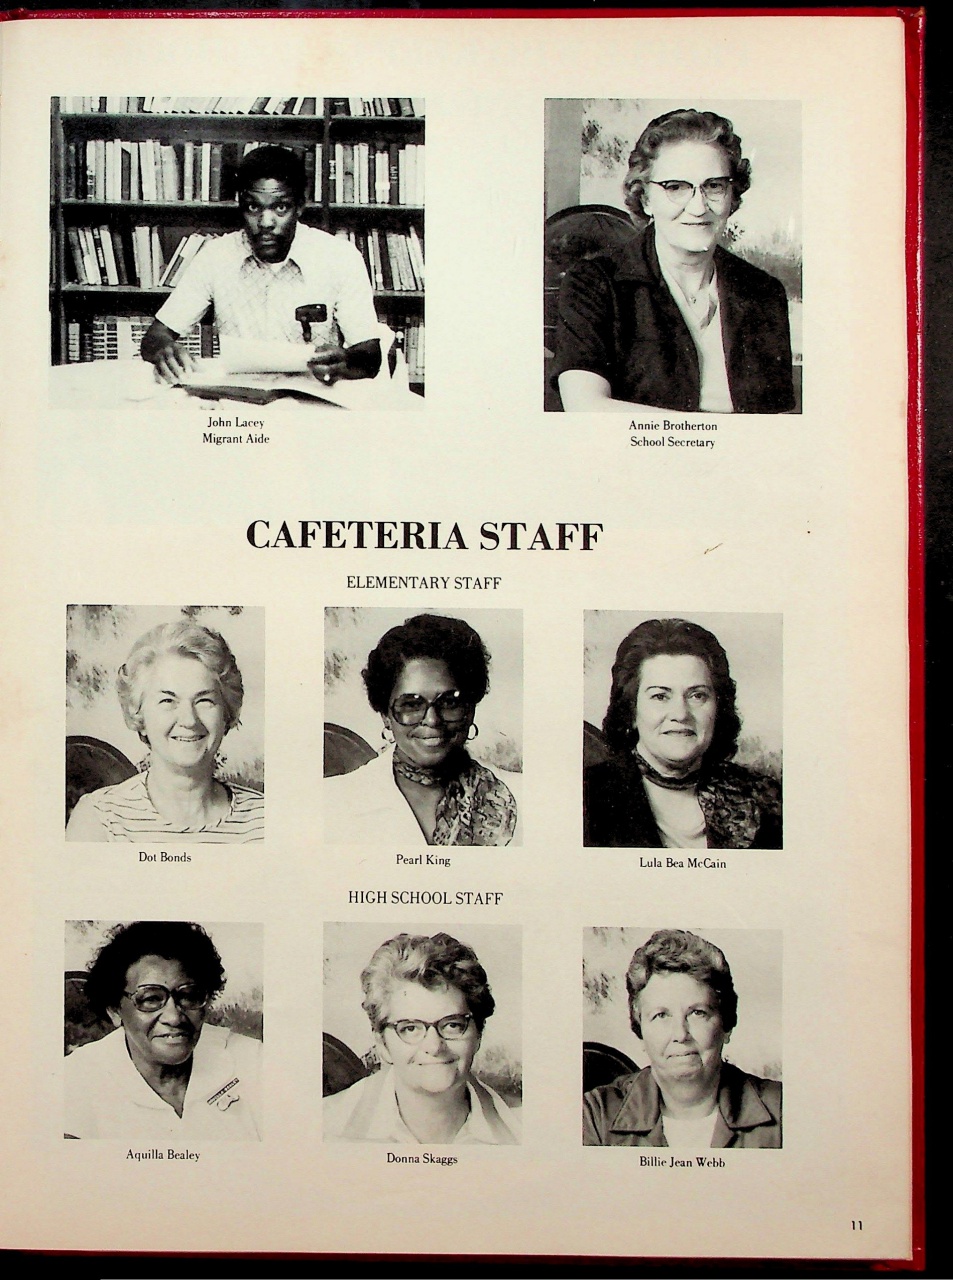 John Lacey
Migrant Aide
Annie Brotherton
School Secretary
CAFETERIA STAFF
ELEMENTARY STAFF
Dot Bonds
Pearl King
Lula Bea McCain
HIGH SCHOOL STAFF
Aquilla Bealey
Donna Skaggs
Billie Jean Webb
11